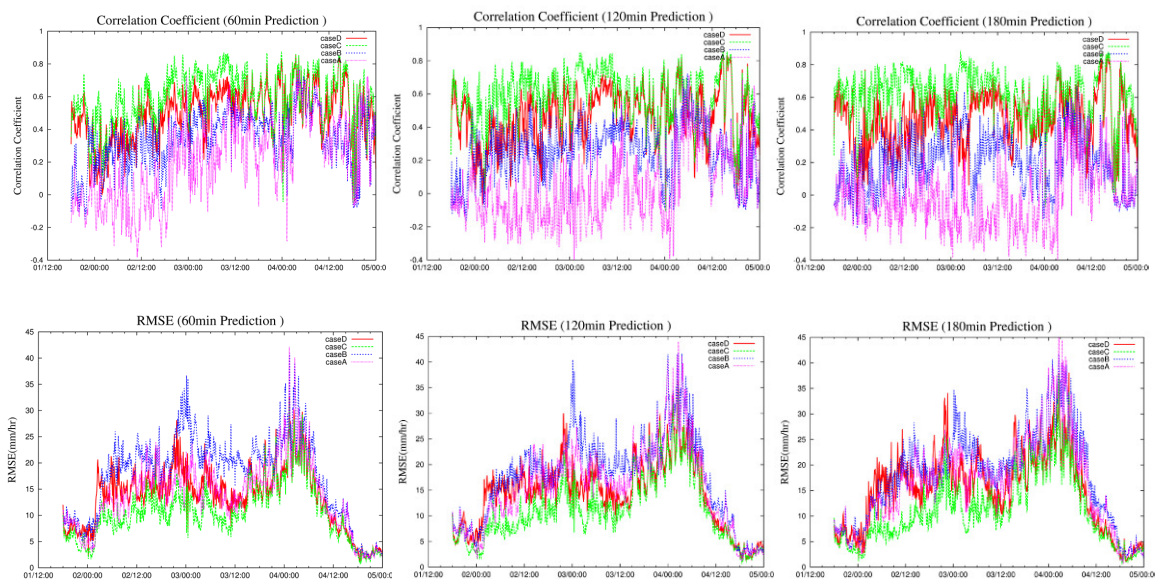 Correlation Coefficient (60min Prediction )
Correlation Coefficient
1
0.8
0.6
0.4
0.2
0
-0.2
-0.4
caseD
caseC
caseB
caseA
01/12:00 02/00:00 02/12:00 03/00:00 03/12:00 04/00:00 04/12:00 05/00:0
Correlation Coefficient (120min Prediction )
Correlation Coefficient
1
0.8
0.6
0.4
0.2
0
-0.2
-0.4
caseD
caseC
caseB
caseA
01/12:00 02/00:00 02/12:00 03/00:00 03/12:00 04/00:00 04/12:00 05/00:0
Correlation Coefficient (180min Prediction )
Correlation Coefficient
1
0.8
0.6
0.4
0.2
0
-0.2
-0.4
caseD
caseC
caseB
caseA
01/12:00 02/00:00 02/12:00 03/00:00 03/12:00 04/00:00 04/12:00 05/00:0
RMSE (60min Prediction )
RMSE(mm/hr)
45
40
35
30
25
20
15
10
5
0
caseD
caseC
caseB
caseA
01/12:00 02/00:00 02/12:00 03/00:00 03/12:00 04/00:00 04/12:00 05/00:0
RMSE (120min Prediction )
RMSE(mm/hr)
45
40
35
30
25
20
15
10
5
0
caseD
caseC
caseB
caseA
01/12:00 02/00:00 02/12:00 03/00:00 03/12:00 04/00:00 04/12:00 05/00:0
RMSE (180min Prediction )
RMSE(mm/hr)
45
40
35
30
25
20
15
10
5
0
caseD
caseC
caseB
caseA
01/12:00 02/00:00 02/12:00 03/00:00 03/12:00 04/00:00 04/12:00 05/00:0